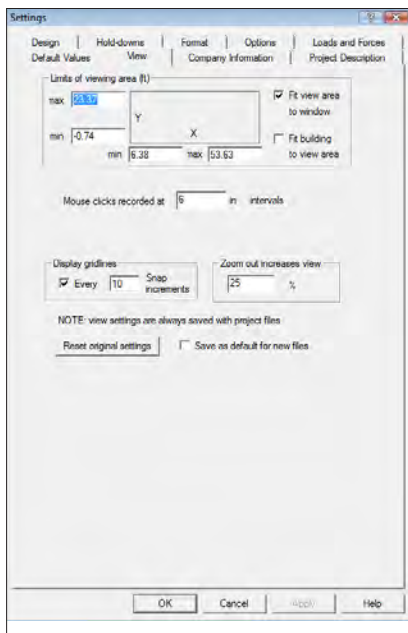 Settings
Design Hold-downs Format Options Loads and Forces
Default Values View Company Information Project Description
Limits of viewing area (ft)
max 23.37
Fit view area
to window
Y
min -0.74
X
Fit building
to view area
min 6.38 max 53.63
Mouse clicks recorded at 6 in intervals
Display gridlines
Zoom out increases view
Every 10 Snap
increments
25 %
NOTE: view settings are always saved with project files
Reset original settings Save as default for new files
OK Cancel Apply Help